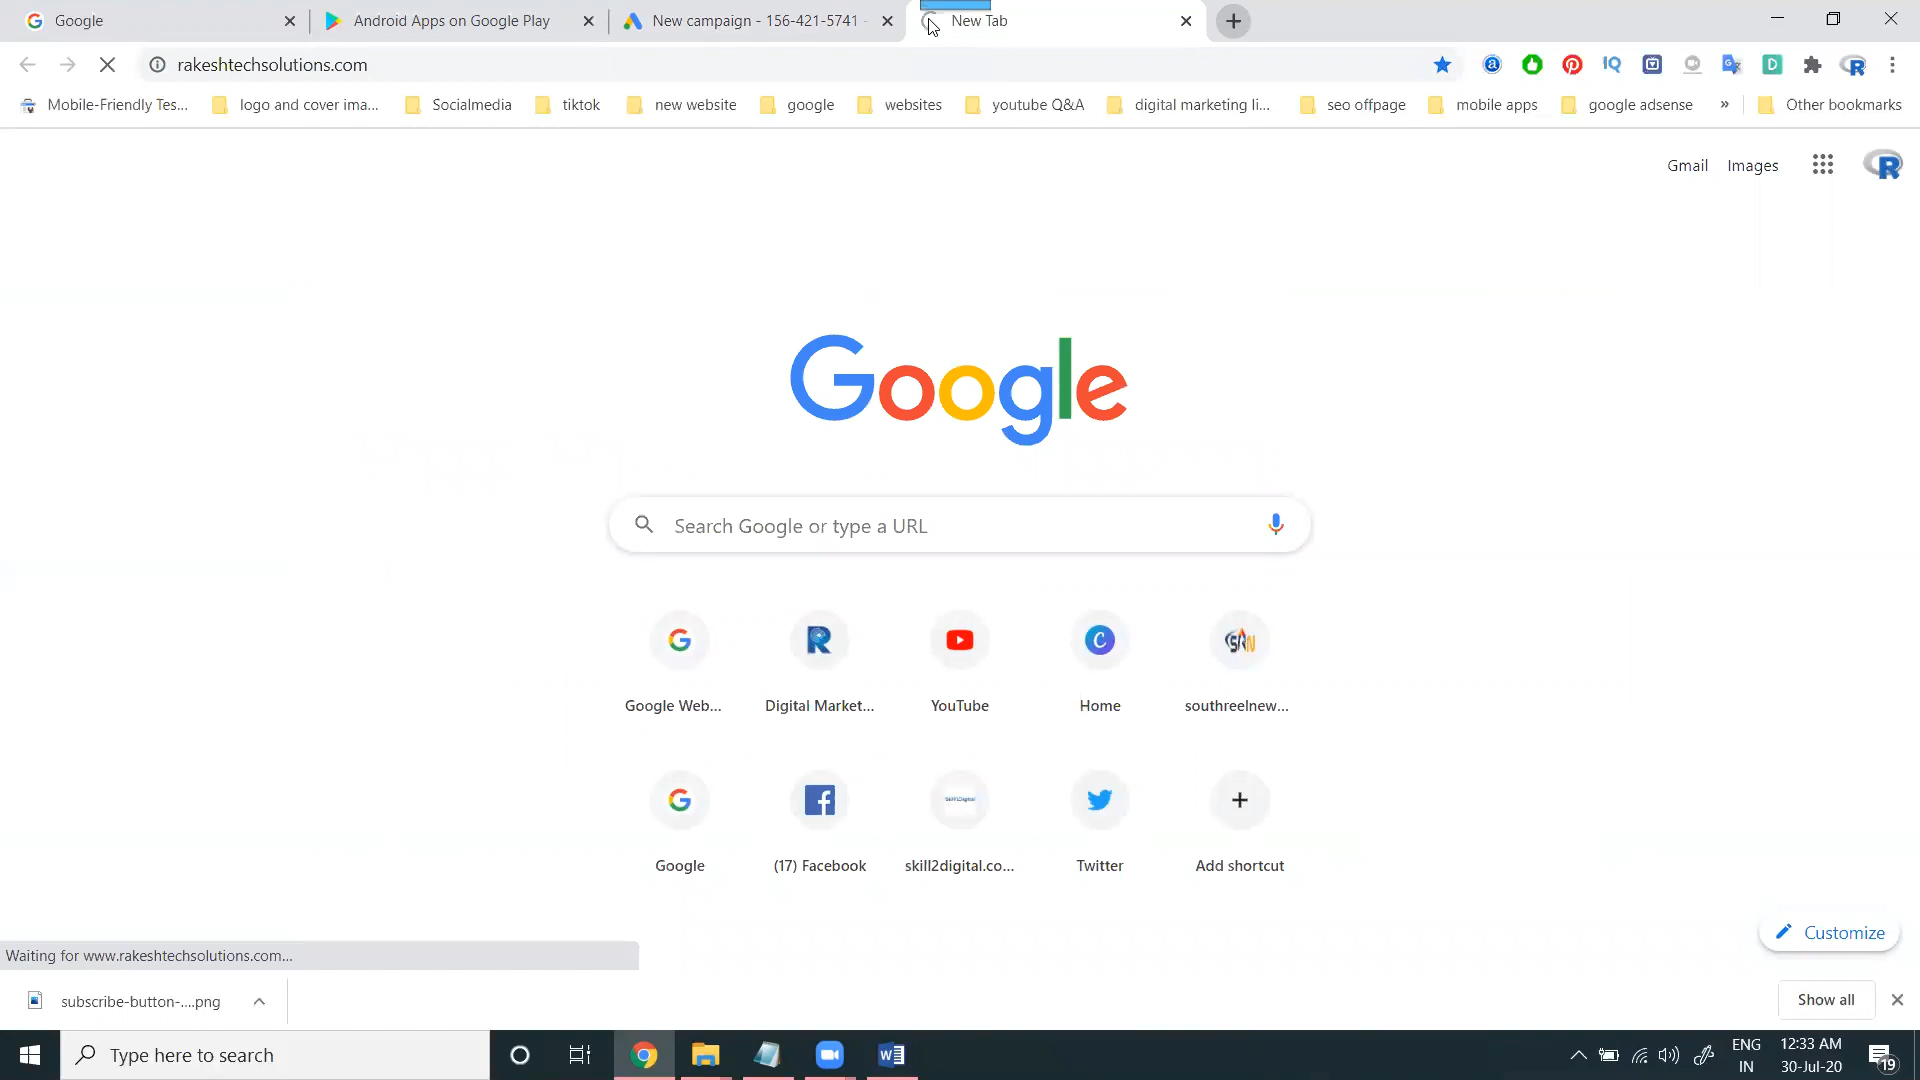 Google
Android Apps on Google Play
New campaign - 156-421-5741 -
New Tab
rakeshtechsolutions.com
Mobile-Friendly Tes...
logo and cover ima...
Socialmedia
tiktok
new website
google
websites
youtube Q&A
digital marketing li...
seo offpage
mobile apps
google adsense
»
Other bookmarks
Gmail
Images
Google
Search Google or type a URL
Google Web...
Digital Market...
YouTube
Home
southreelnew...
Google
(17) Facebook
skill2digital.co...
Twitter
Add shortcut
Customize
Waiting for www.rakeshtechsolutions.com...
subscribe-button-....png
Show all
Type here to search
ENG
IN
12:33 AM
30-Jul-20
19